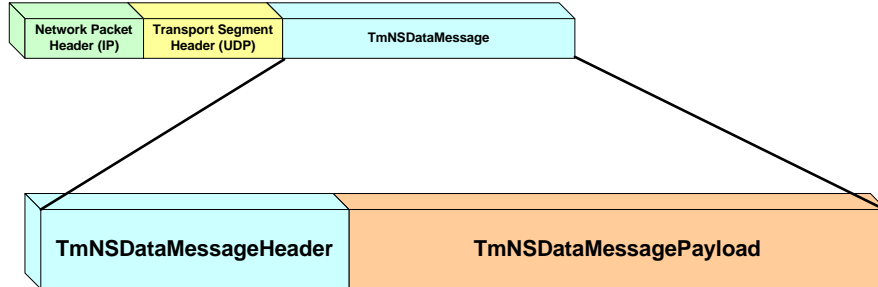 Network Packet
Header (IP)
Transport Segment
Header (UDP)
TmNSDataMessage
TmNSDataMessageHeader
TmNSDataMessagePayload